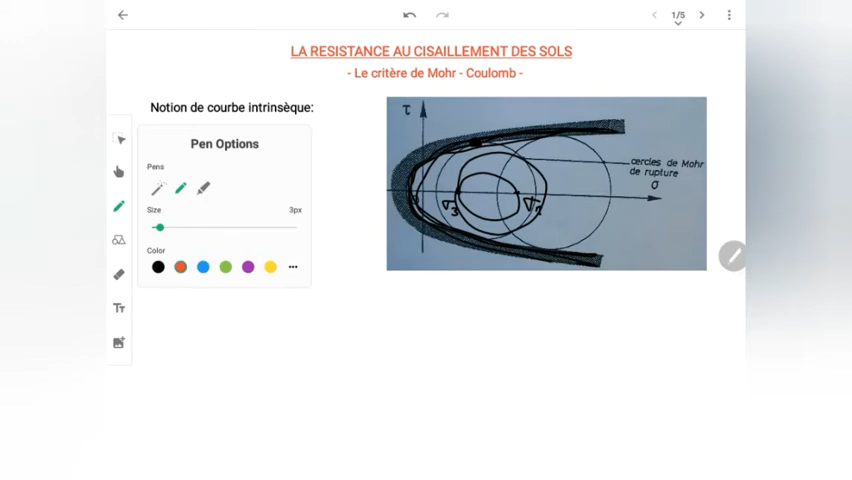 1/5
LA RESISTANCE AU CISAILLEMENT DES SOLS
- Le critère de Mohr - Coulomb -
Notion de courbe intrinsèque:
Pen Options
Pens
Size 3px
Color
Tт
τ
cercles de Mohr
de rupture
σ
σ3 σ1